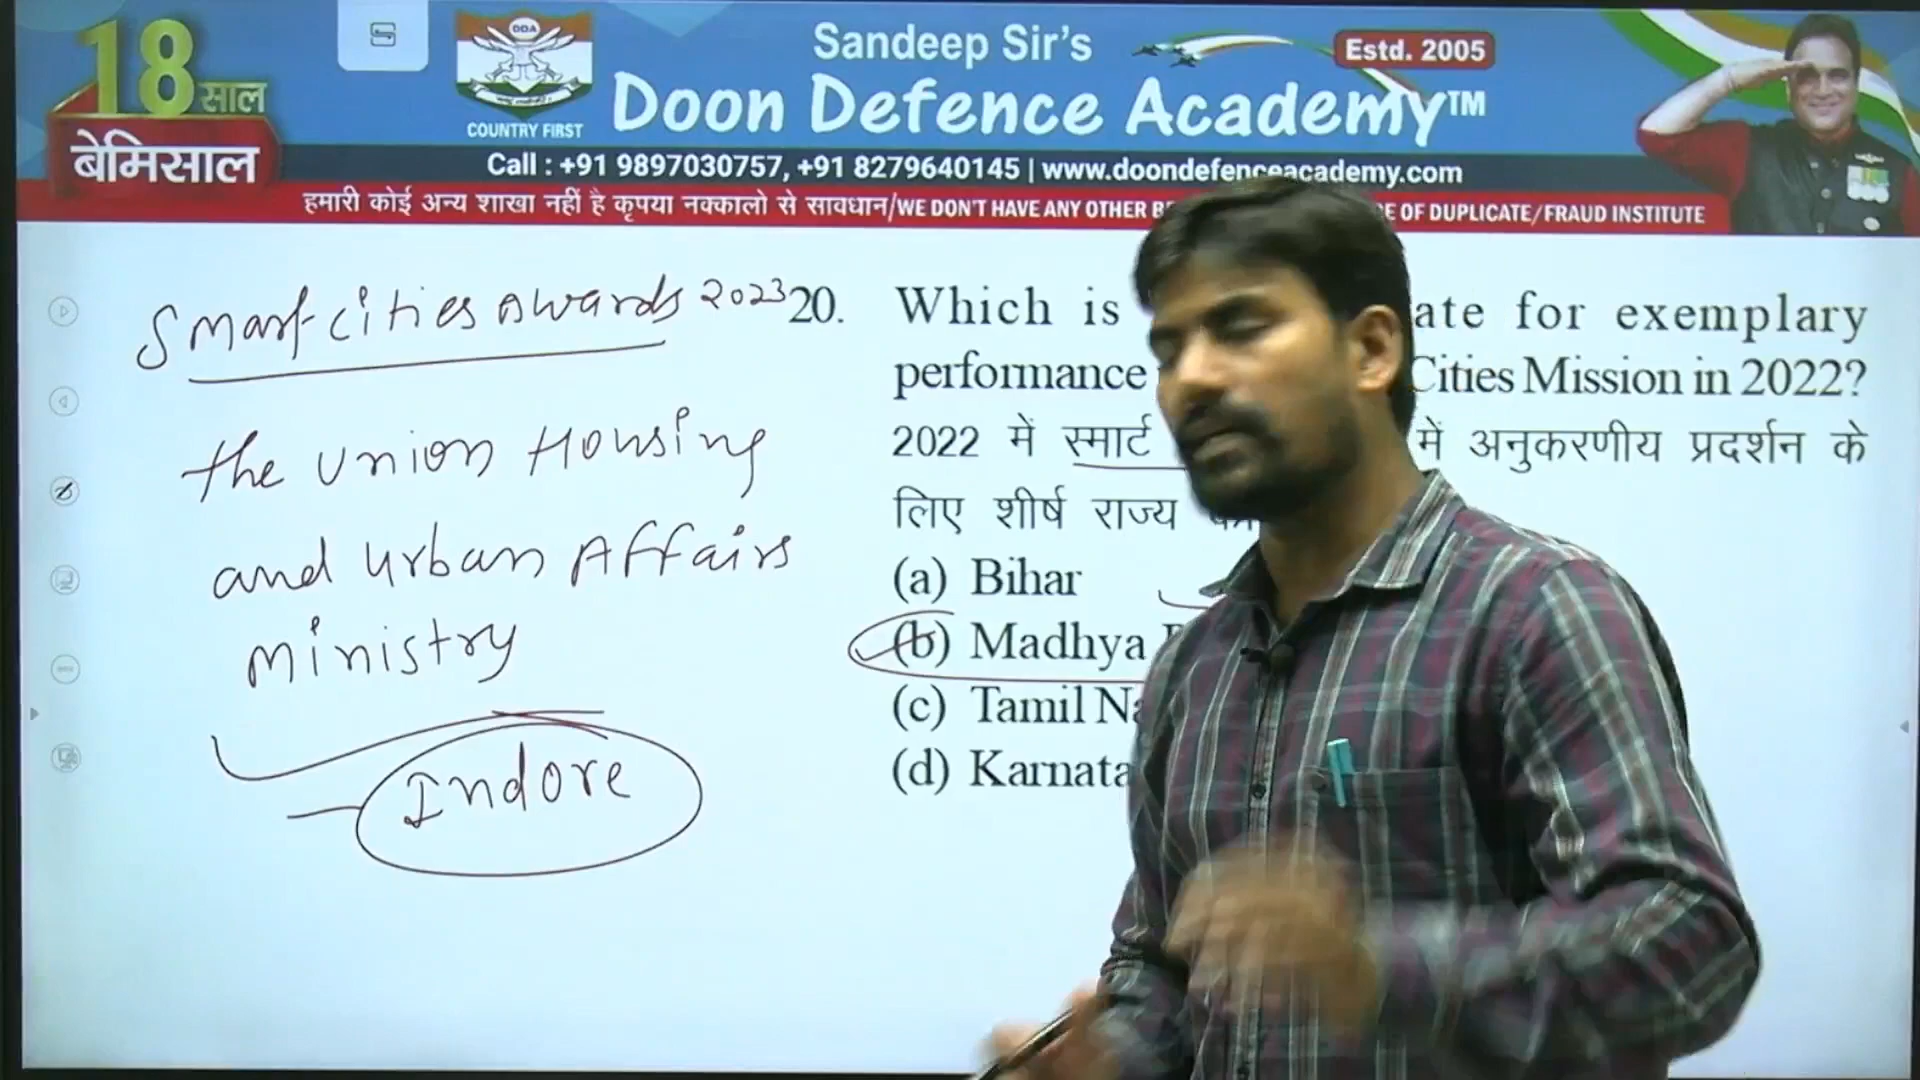 18 साल
बेमिसाल
DDA
COUNTRY FIRST
Sandeep Sir's
Estd. 2005
Doon Defence Academy™
Call : +91 9897030757, +91 8279640145 | www.doondefenceacademy.com
हमारी कोई अन्य शाखा नहीं है कृपया नक्कालो से सावधान/WE DON'T HAVE ANY OTHER E OF DUPLICATE/FRAUD INSTITUTE
Smart cities Awards 2023
the Union Housing
and urban Affairs
ministry
Indore
20. Which is ate for exemplary
performance Cities Mission in 2022?
2022 में स्मार्ट में अनुकरणीय प्रदर्शन के
लिए शीर्ष राज्य
(a) Bihar
(b) Madhya
(c) Tamil Na
(d) Karnata